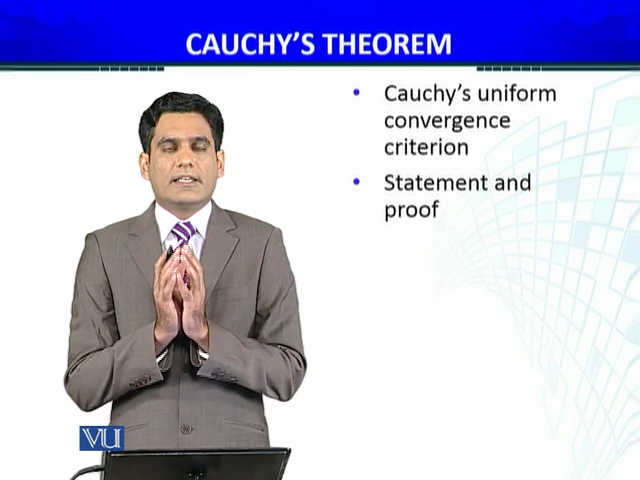 CAUCHY'S THEOREM
• Cauchy's uniform
convergence
criterion
• Statement and
proof
VU